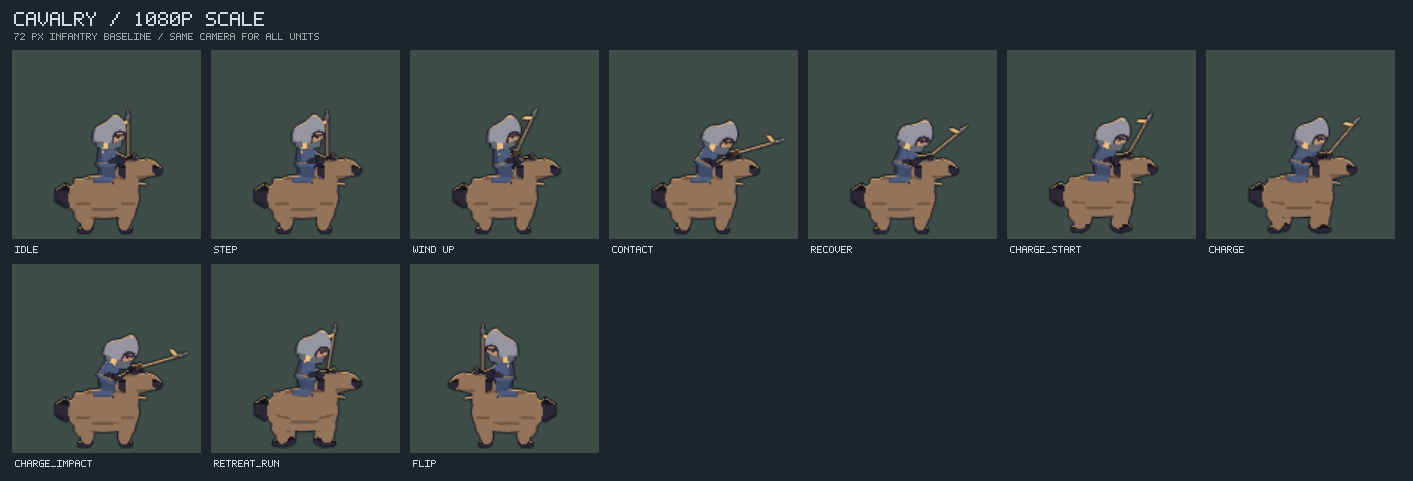 CAVALRY / 1080P SCALE
72 PX INFANTRY BASELINE / SAME CAMERA FOR ALL UNITS
IDLE
STEP
WIND UP
CONTACT
RECOVER
CHARGE_START
CHARGE
CHARGE_IMPACT
RETREAT_RUN
FLIP